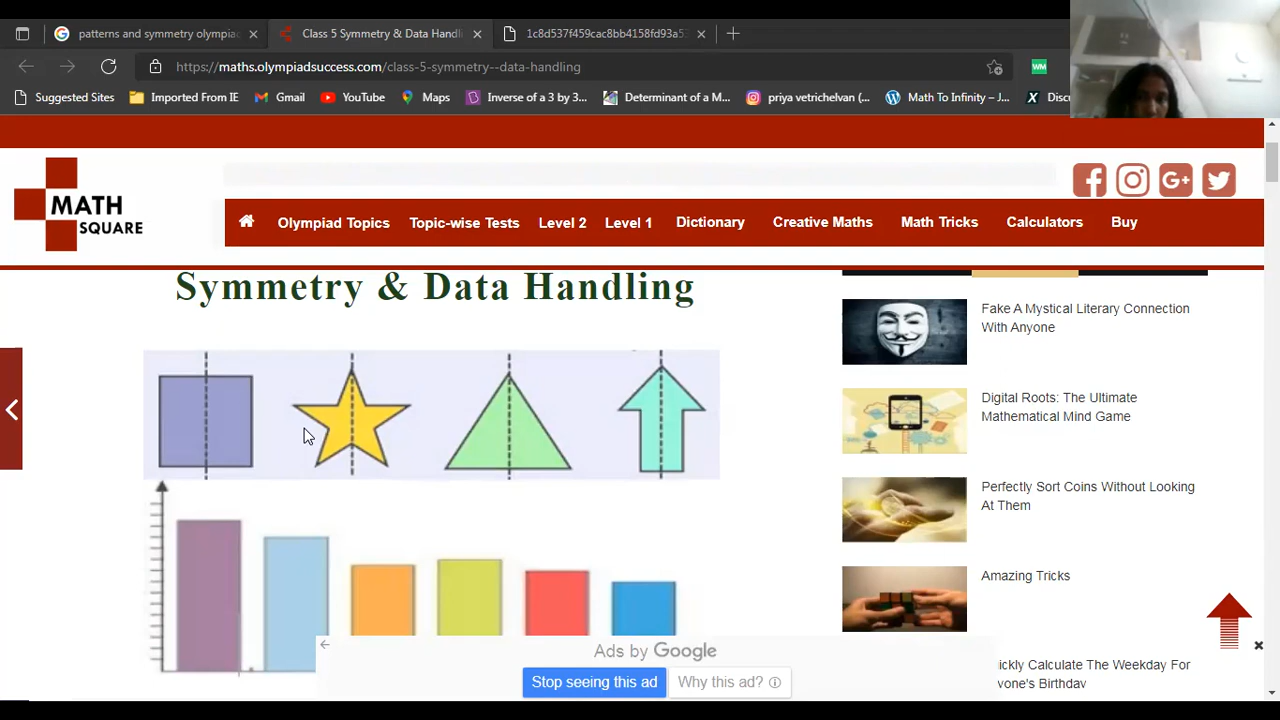 patterns and symmetry olympiad
Class 5 Symmetry & Data Handli
1c8d537f459cac8bb4158fd93a5
https://maths.olympiadsuccess.com/class-5-symmetry--data-handling
WM
Suggested Sites
Imported From IE
Gmail
YouTube
Maps
Inverse of a 3 by 3...
Determinant of a M...
priya vetrichelvan (...
Math To Infinity – J...
X
Discu
MATH
SQUARE
Olympiad Topics
Topic-wise Tests
Level 2
Level 1
Dictionary
Creative Maths
Math Tricks
Calculators
Buy
Symmetry & Data Handling
Fake A Mystical Literary Connection
With Anyone
Digital Roots: The Ultimate
Mathematical Mind Game
Perfectly Sort Coins Without Looking
At Them
Amazing Tricks
ickly Calculate The Weekday For
yone's Birthday
Ads by Google
Stop seeing this ad
Why this ad?